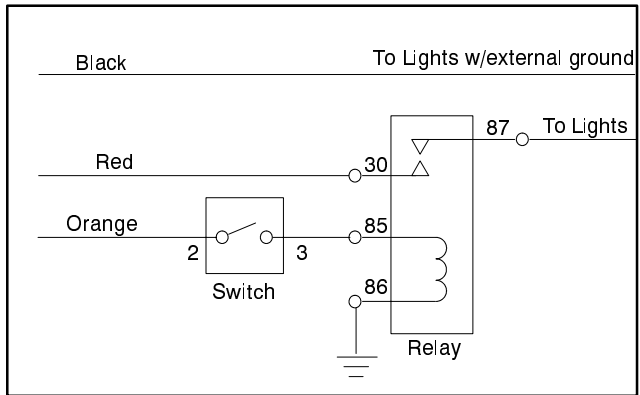 Black
To Lights w/external ground
87
To Lights
Red
30
Orange
85
2
3
Switch
86
Relay